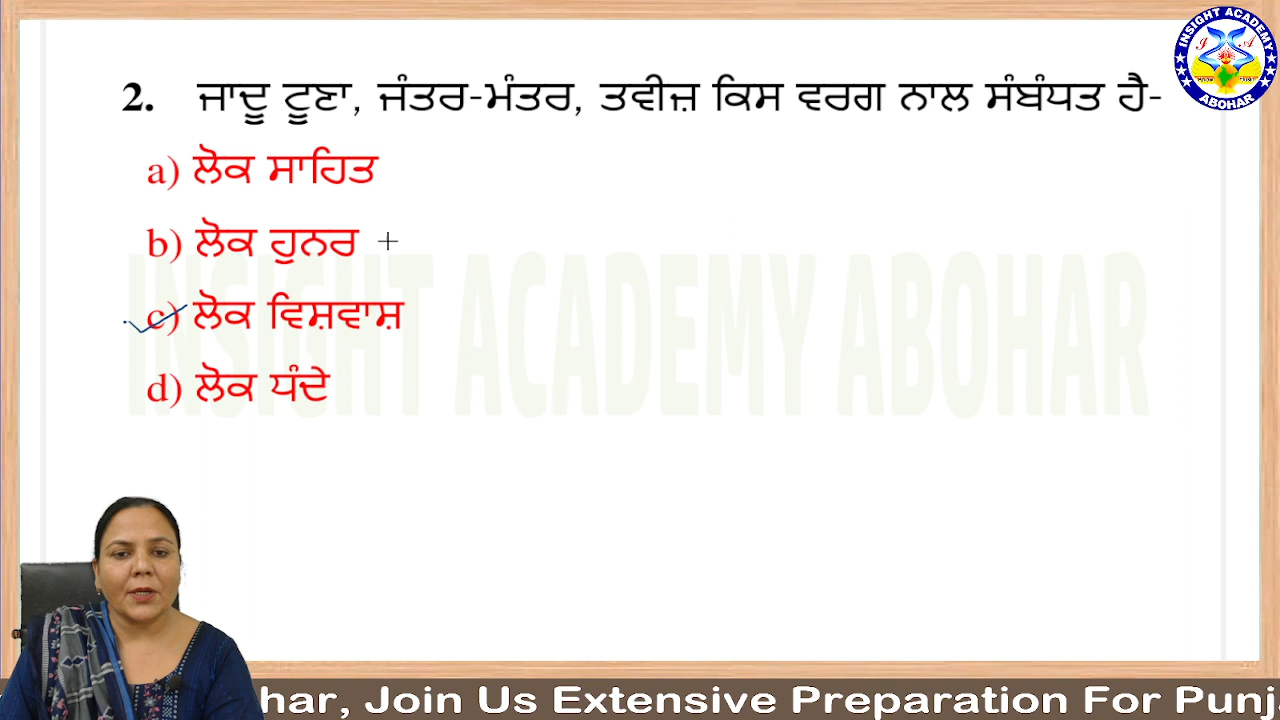 2. ਜਾਦੂ ਟੂਣਾ, ਜੰਤਰ-ਮੰਤਰ, ਤਵੀਜ਼ ਕਿਸ ਵਰਗ ਨਾਲ ਸੰਬੰਧਤ ਹੈ-
a) ਲੋਕ ਸਾਹਿਤ
b) ਲੋਕ ਹੁਨਰ
c) ਲੋਕ ਵਿਸ਼ਵਾਸ਼
d) ਲੋਕ ਧੰਦੇ
INSIGHT ACADEMY ABOHAR
INSIGHT ACADEMY
I A
ABOHAR
har, Join Us Extensive Preparation For Punj